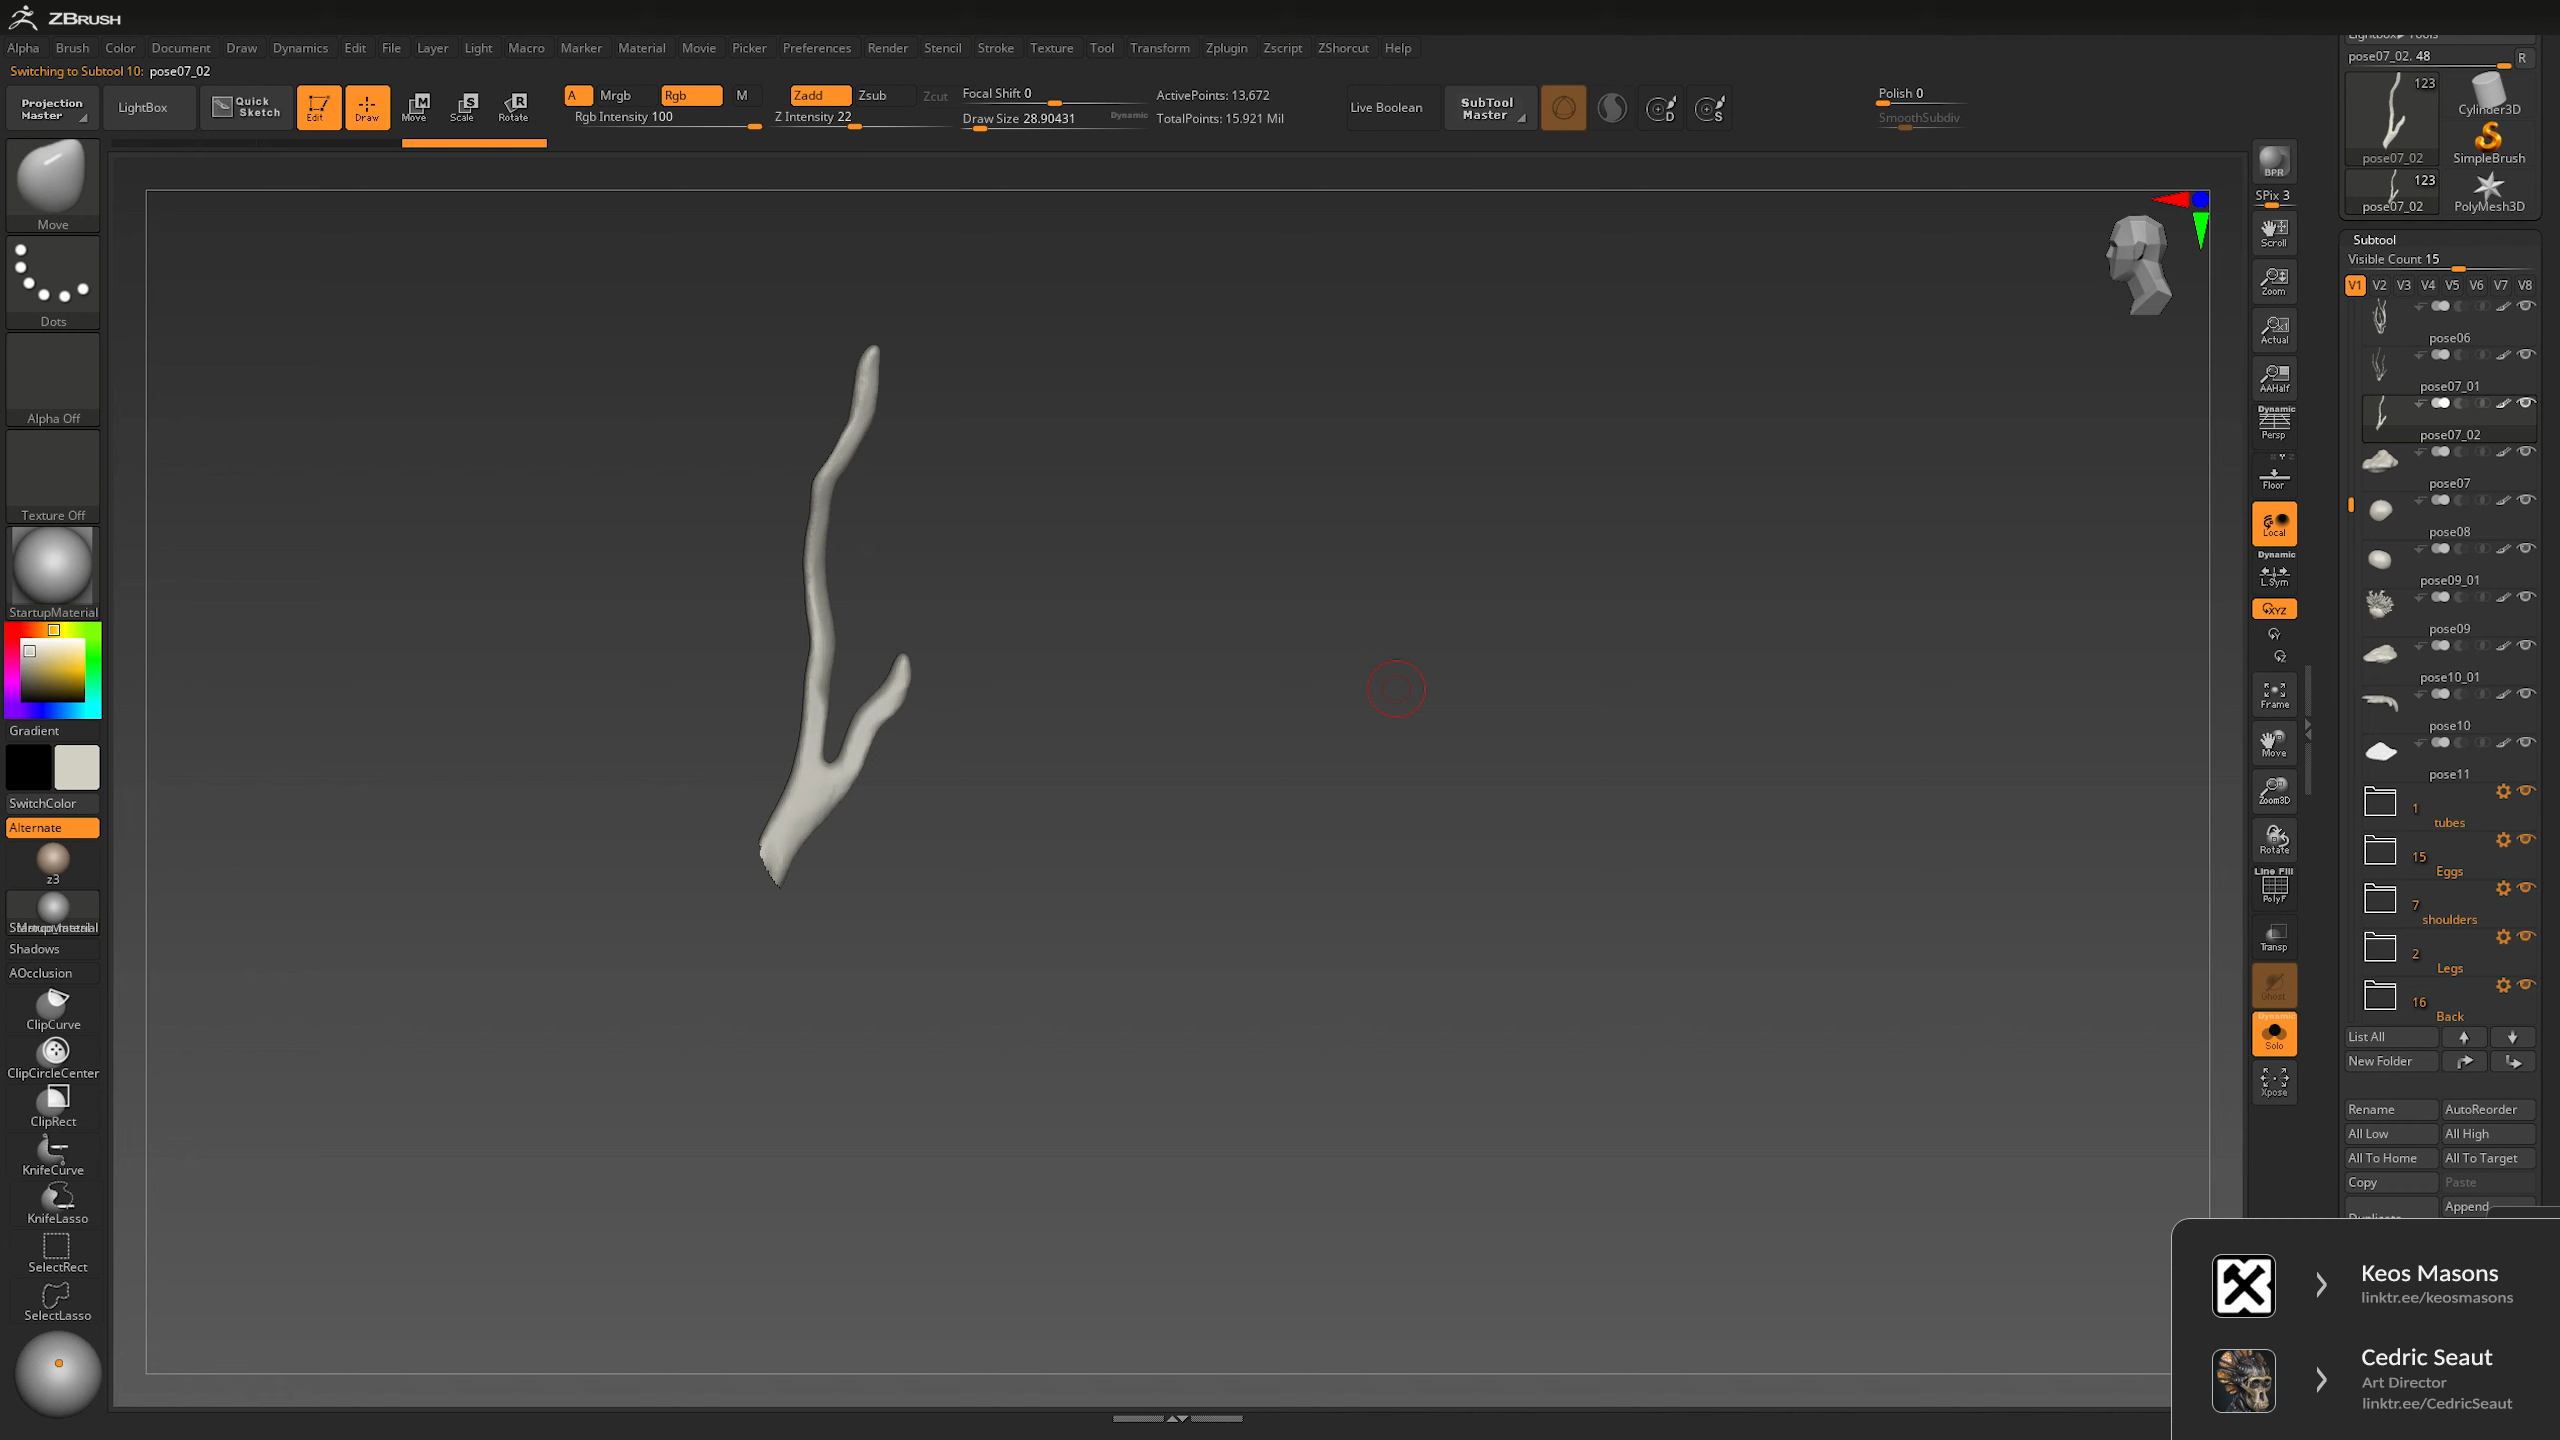 ZBRUSH
Alpha Brush Color Document Draw Dynamics Edit File Layer Light Macro Marker Material Movie Picker Preferences Render Stencil Stroke Texture Tool Transform Zplugin Zscript ZShortcut Help
Switching to Subtool 10: pose07_02
Projection Master
LightBox
Quick Sketch
Edit
Draw
Move
Scale
Rotate
A Mrgb Rgb M
Rgb Intensity 100
Zadd Zsub Zcut
Z Intensity 22
Focal Shift 0
Draw Size 28.90431
Dynamic
ActivePoints: 13,672
TotalPoints: 15.921 Mil
Live Boolean
SubTool Master
D
S
Polish 0
SmoothSubdiv
Move
Dots
Alpha Off
Texture Off
StartupMaterial
Gradient
SwitchColor
Alternate
z3
Shadows
AOcclusion
ClipCurve
ClipCircleCenter
ClipRect
KnifeCurve
KnifeLasso
SelectRect
SelectLasso
BPR
SPix 3
Scroll
Zoom
Actual
AAHalf
Dynamic
Persp
Floor
Local
Dynamic
L.Sym
XYZ
Y
Z
Frame
Move
Zoom3D
Rotate
Line Fill
PolyF
Transp
Ghost
Dynamic
Solo
Xpose
Lightbox▶Tools
pose07_02. 48
R
123
pose07_02
Cylinder3D
SimpleBrush
123
pose07_02
PolyMesh3D
Subtool
Visible Count 15
V1 V2 V3 V4 V5 V6 V7 V8
pose06
pose07_01
pose07_02
pose07
pose08
pose09_01
pose09
pose10_01
pose10
pose11
1
tubes
15
Eggs
7
shoulders
2
Legs
16
Back
List All
New Folder
Rename AutoReorder
All Low All High
All To Home All To Target
Copy Paste
Duplicate Append
Keos Masons
linktr.ee/keosmasons
Cedric Seaut
Art Director
linktr.ee/CedricSeaut